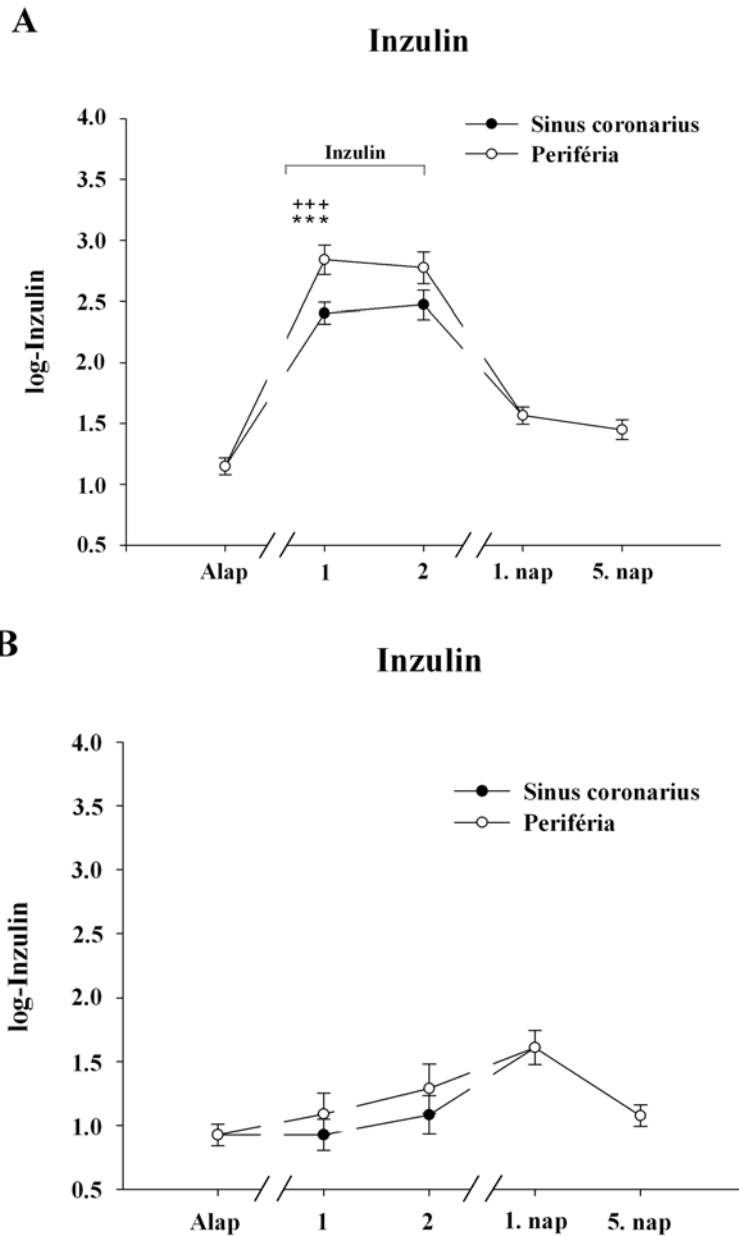 A
Inzulin
4.0
Sinus coronarius
Inzulin
Periféria
3.5
+++
***
3.0
2.5
log-Inzulin
2.0
1.5
1.0
0.5
Alap
1
2
1. nap
5. nap
B
Inzulin
4.0
Sinus coronarius
3.5
Periféria
3.0
2.5
log-Inzulin
2.0
1.5
1.0
0.5
Alap
1
2
1. nap
5. nap